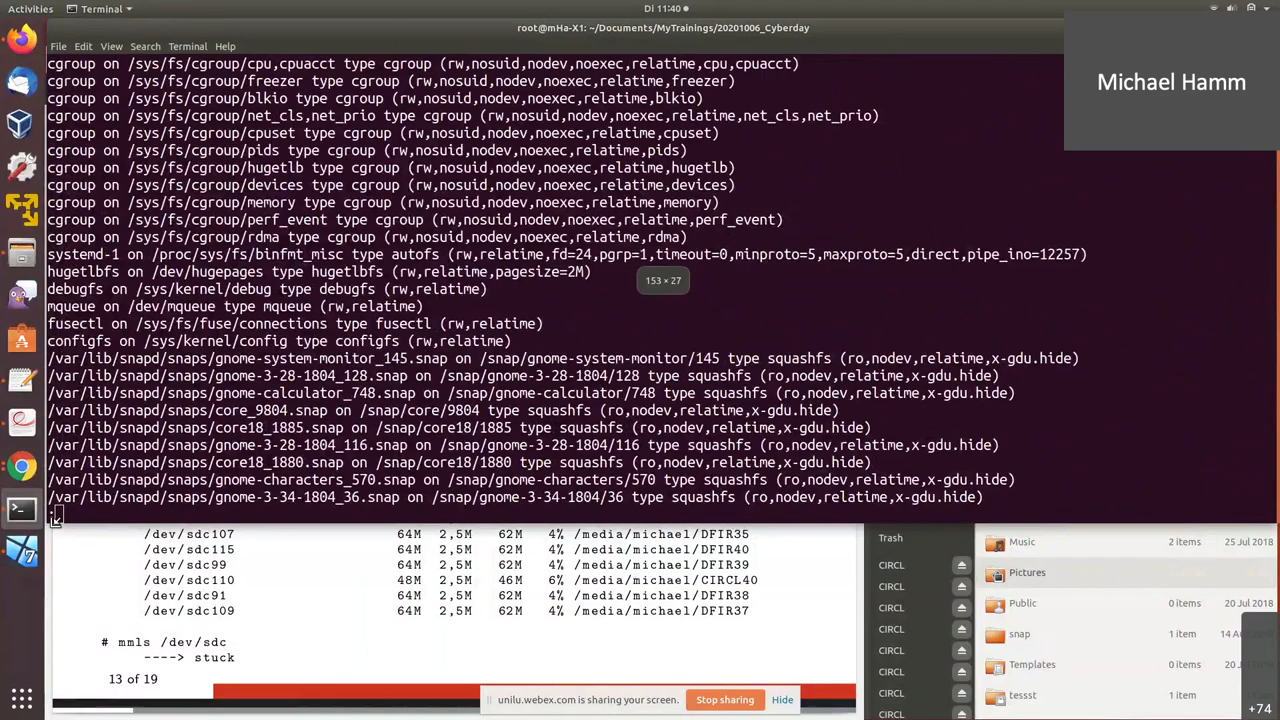 Activities
Terminal
Di 11:40
root@mHa-X1: ~/Documents/MyTrainings/20201006_Cyberday
File Edit View Search Terminal Help
Michael Hamm
cgroup on /sys/fs/cgroup/cpu,cpuacct type cgroup (rw,nosuid,nodev,noexec,relatime,cpu,cpuacct)
cgroup on /sys/fs/cgroup/freezer type cgroup (rw,nosuid,nodev,noexec,relatime,freezer)
cgroup on /sys/fs/cgroup/blkio type cgroup (rw,nosuid,nodev,noexec,relatime,blkio)
cgroup on /sys/fs/cgroup/net_cls,net_prio type cgroup (rw,nosuid,nodev,noexec,relatime,net_cls,net_prio)
cgroup on /sys/fs/cgroup/cpuset type cgroup (rw,nosuid,nodev,noexec,relatime,cpuset)
cgroup on /sys/fs/cgroup/pids type cgroup (rw,nosuid,nodev,noexec,relatime,pids)
cgroup on /sys/fs/cgroup/hugetlb type cgroup (rw,nosuid,nodev,noexec,relatime,hugetlb)
cgroup on /sys/fs/cgroup/devices type cgroup (rw,nosuid,nodev,noexec,relatime,devices)
cgroup on /sys/fs/cgroup/memory type cgroup (rw,nosuid,nodev,noexec,relatime,memory)
cgroup on /sys/fs/cgroup/perf_event type cgroup (rw,nosuid,nodev,noexec,relatime,perf_event)
cgroup on /sys/fs/cgroup/rdma type cgroup (rw,nosuid,nodev,noexec,relatime,rdma)
systemd-1 on /proc/sys/fs/binfmt_misc type autofs (rw,relatime,fd=24,pgrp=1,timeout=0,minproto=5,maxproto=5,direct,pipe_ino=12257)
hugetlbfs on /dev/hugepages type hugetlbfs (rw,relatime,pagesize=2M)
153 × 27
debugfs on /sys/kernel/debug type debugfs (rw,relatime)
mqueue on /dev/mqueue type mqueue (rw,relatime)
fusectl on /sys/fs/fuse/connections type fusectl (rw,relatime)
configfs on /sys/kernel/config type configfs (rw,relatime)
/var/lib/snapd/snaps/gnome-system-monitor_145.snap on /snap/gnome-system-monitor/145 type squashfs (ro,nodev,relatime,x-gdu.hide)
/var/lib/snapd/snaps/gnome-3-28-1804_128.snap on /snap/gnome-3-28-1804/128 type squashfs (ro,nodev,relatime,x-gdu.hide)
/var/lib/snapd/snaps/gnome-calculator_748.snap on /snap/gnome-calculator/748 type squashfs (ro,nodev,relatime,x-gdu.hide)
/var/lib/snapd/snaps/core_9804.snap on /snap/core/9804 type squashfs (ro,nodev,relatime,x-gdu.hide)
/var/lib/snapd/snaps/core18_1885.snap on /snap/core18/1885 type squashfs (ro,nodev,relatime,x-gdu.hide)
/var/lib/snapd/snaps/gnome-3-28-1804_116.snap on /snap/gnome-3-28-1804/116 type squashfs (ro,nodev,relatime,x-gdu.hide)
/var/lib/snapd/snaps/core18_1880.snap on /snap/core18/1880 type squashfs (ro,nodev,relatime,x-gdu.hide)
/var/lib/snapd/snaps/gnome-characters_570.snap on /snap/gnome-characters/570 type squashfs (ro,nodev,relatime,x-gdu.hide)
/var/lib/snapd/snaps/gnome-3-34-1804_36.snap on /snap/gnome-3-34-1804/36 type squashfs (ro,nodev,relatime,x-gdu.hide)
:
/dev/sdc107 64M 2,5M 62M 4% /media/michael/DFIR35
/dev/sdc115 64M 2,5M 62M 4% /media/michael/DFIR40
/dev/sdc99 64M 2,5M 62M 4% /media/michael/DFIR39
/dev/sdc110 48M 2,5M 46M 6% /media/michael/CIRCL40
/dev/sdc91 64M 2,5M 62M 4% /media/michael/DFIR38
/dev/sdc109 64M 2,5M 62M 4% /media/michael/DFIR37
# mmls /dev/sdc
----> stuck
13 of 19
unilu.webex.com is sharing your screen. Stop sharing Hide
Trash
CIRCL
CIRCL
CIRCL
CIRCL
CIRCL
CIRCL
CIRCL
CIRCL
Music 2 items 25 Jul 2018
Pictures
Public 0 items 20 Jul 2018
snap 1 item 14 A
Templates 0 items 20
tessst 1 item
+74